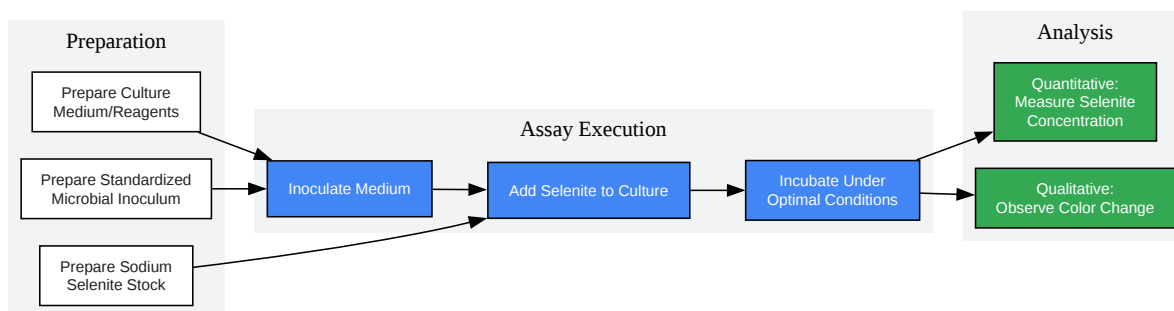 Preparation
Prepare Culture
Medium/Reagents
Prepare Standardized
Microbial Inoculum
Prepare Sodium
Selenite Stock
Assay Execution
Inoculate Medium
Add Selenite to Culture
Incubate Under
Optimal Conditions
Analysis
Quantitative:
Measure Selenite
Concentration
Qualitative:
Observe Color Change